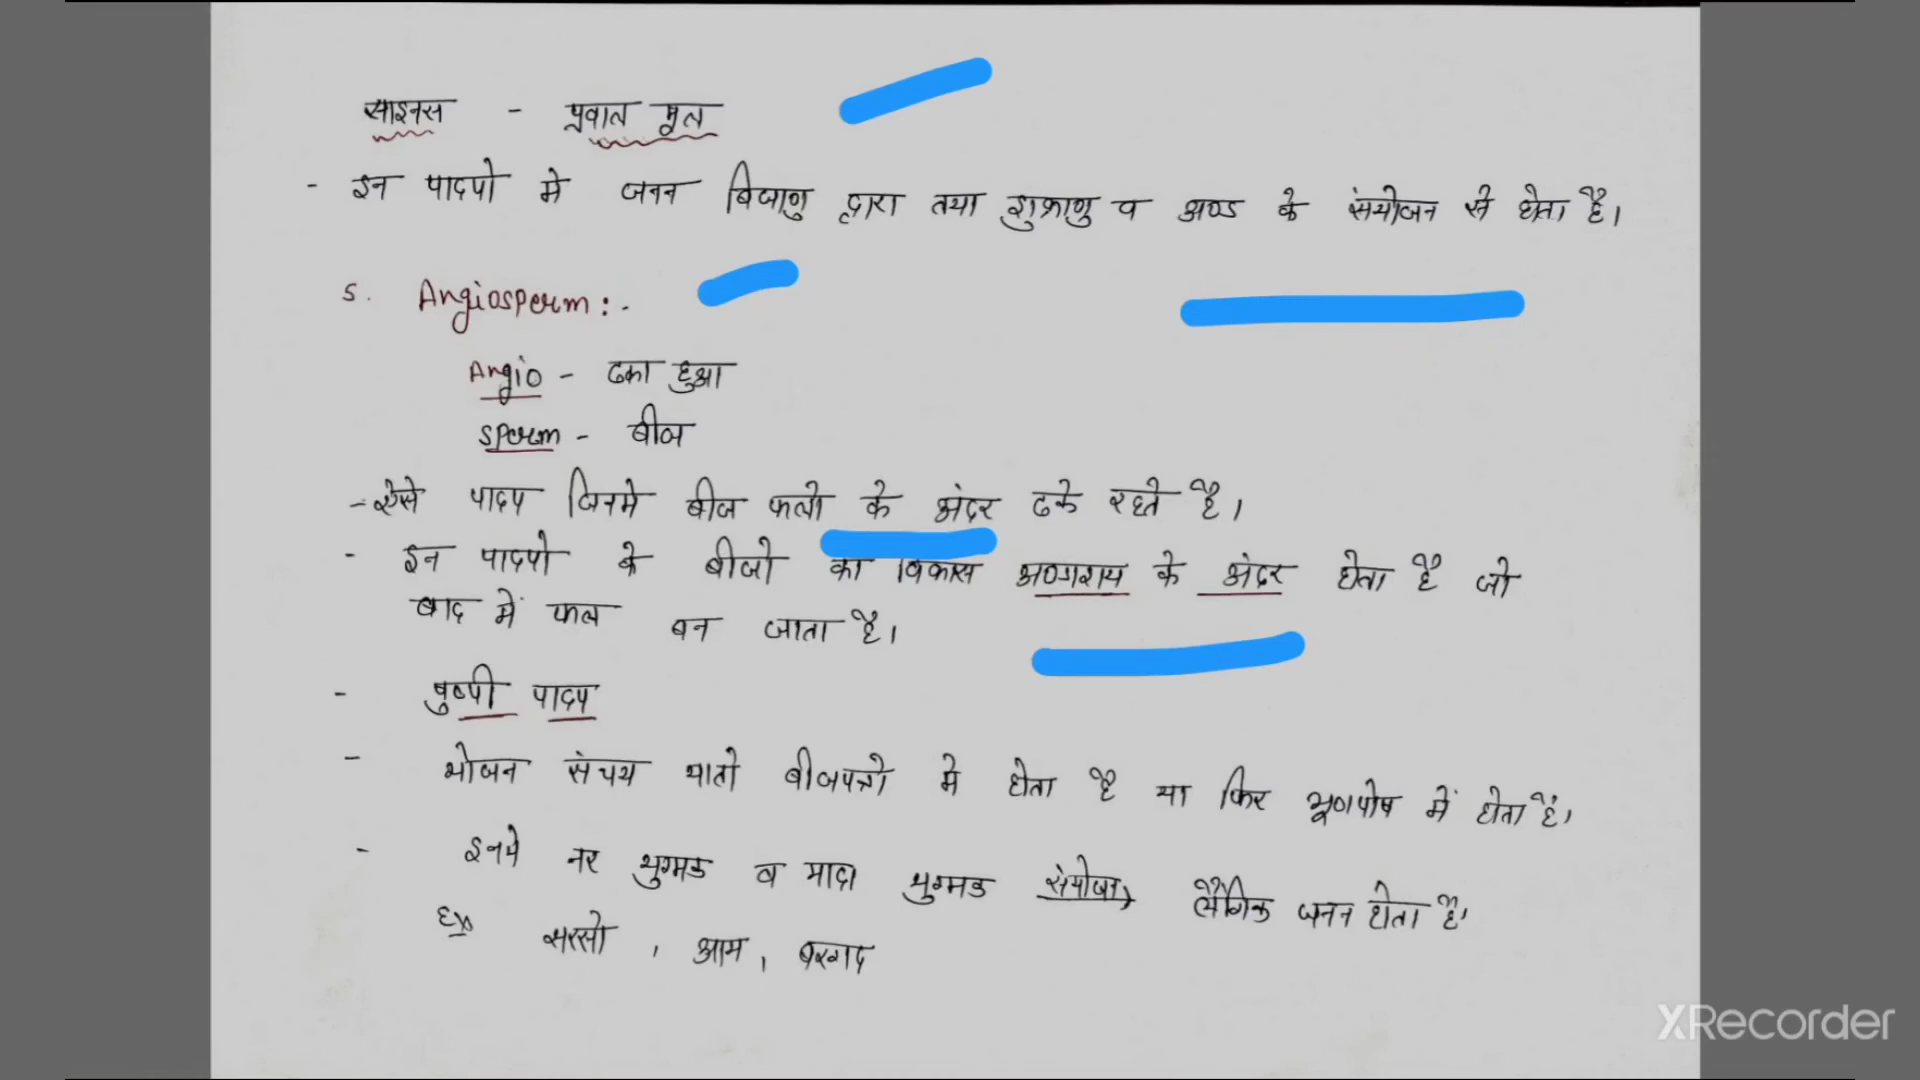 साइनस - प्रवाल मूल
- इन पादपो मे जनन बिजाणु द्वारा तथा शुक्राणु व अण्ड के संयोजन से होता है।
5. Angiosperm:-
Angio - ढका हुआ
Sperm - बीज
- ऐसे पादप जिनमे बीज फलो के अंदर ढके रहते है।
- इन पादपो के बीजो का विकास अण्डाशय के अंदर होता है जो
बाद में फल बन जाता है।
- पुष्पी पादप
- भोजन संचय यातो बीजपत्रो मे होता है या फिर भ्रूणपोष में होता है।
- इनमे नर युग्मक व मादा युग्मक संयोजन लैंगिक जनन होता है।
Ex सरसो, आम, बरगद
XRecorder